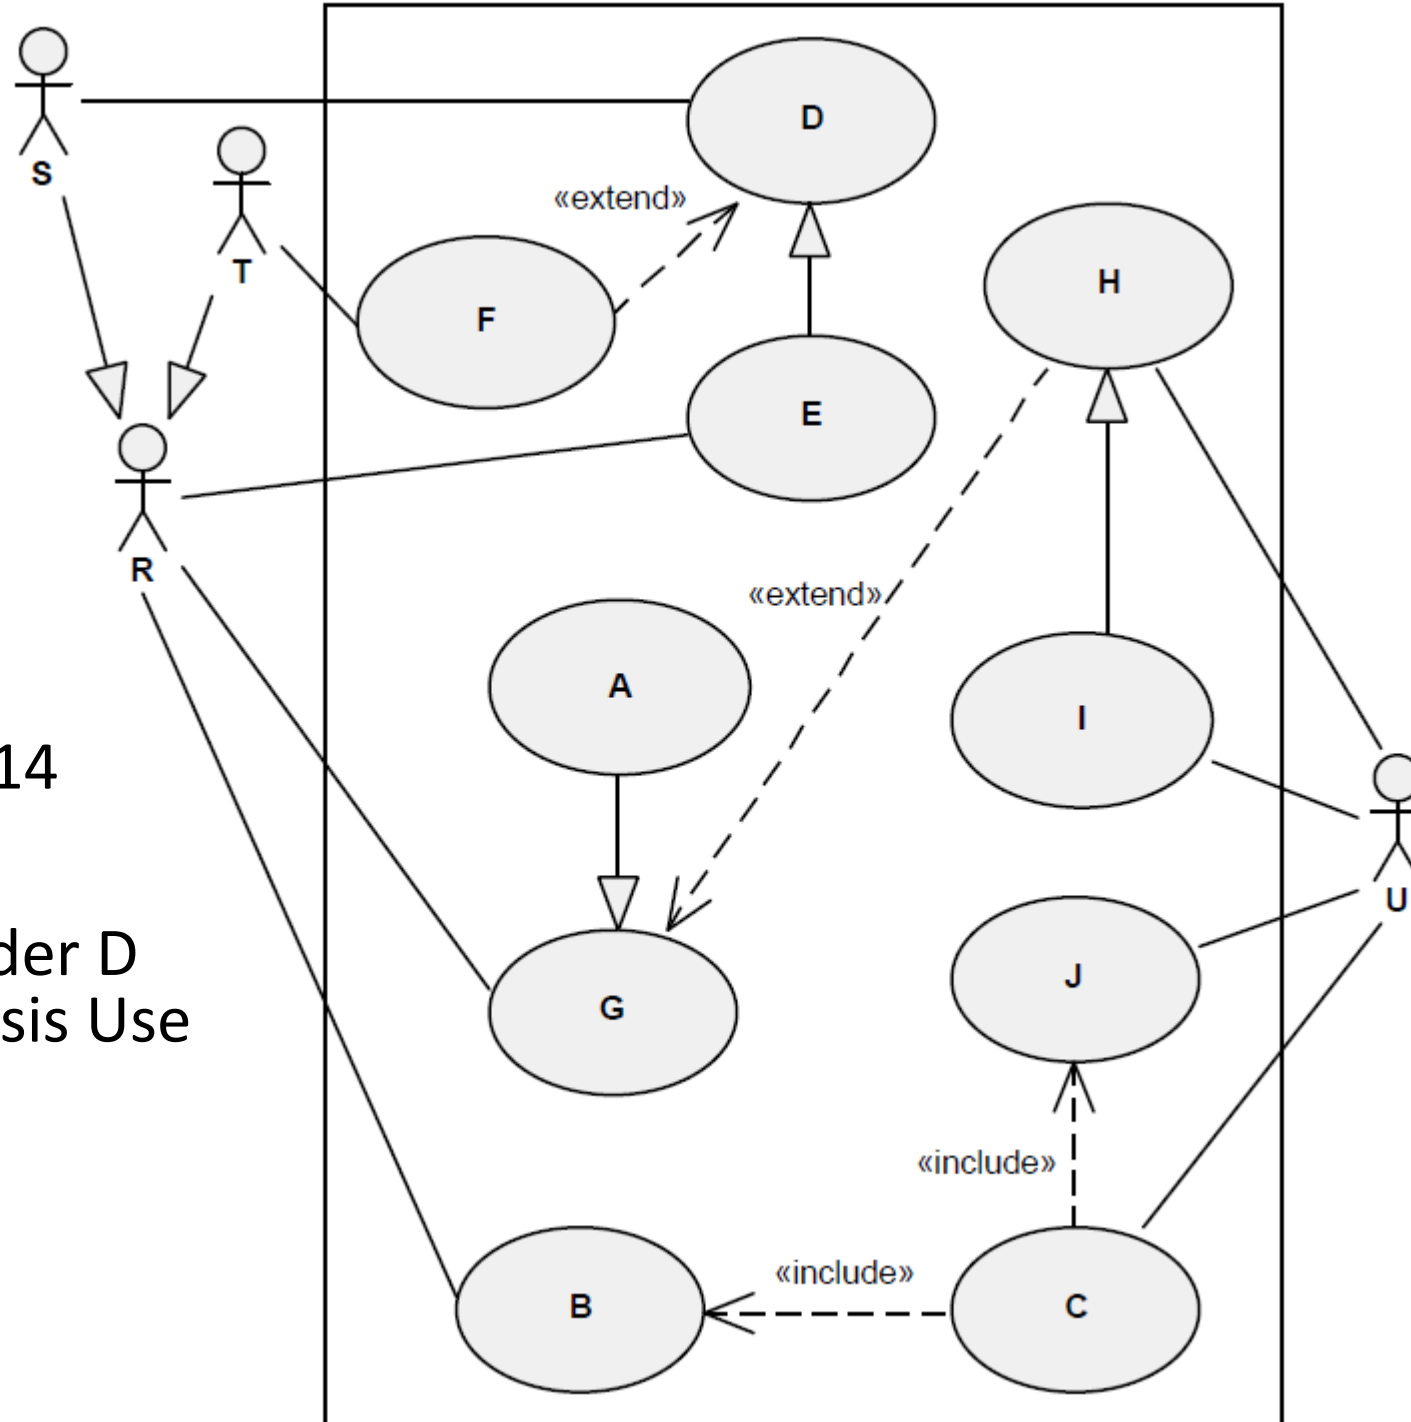 S
D
T
«extend»
H
F
E
R
«extend»
A
I
14
U
der D
J
sis Use
G
«include»
«include»
B
C